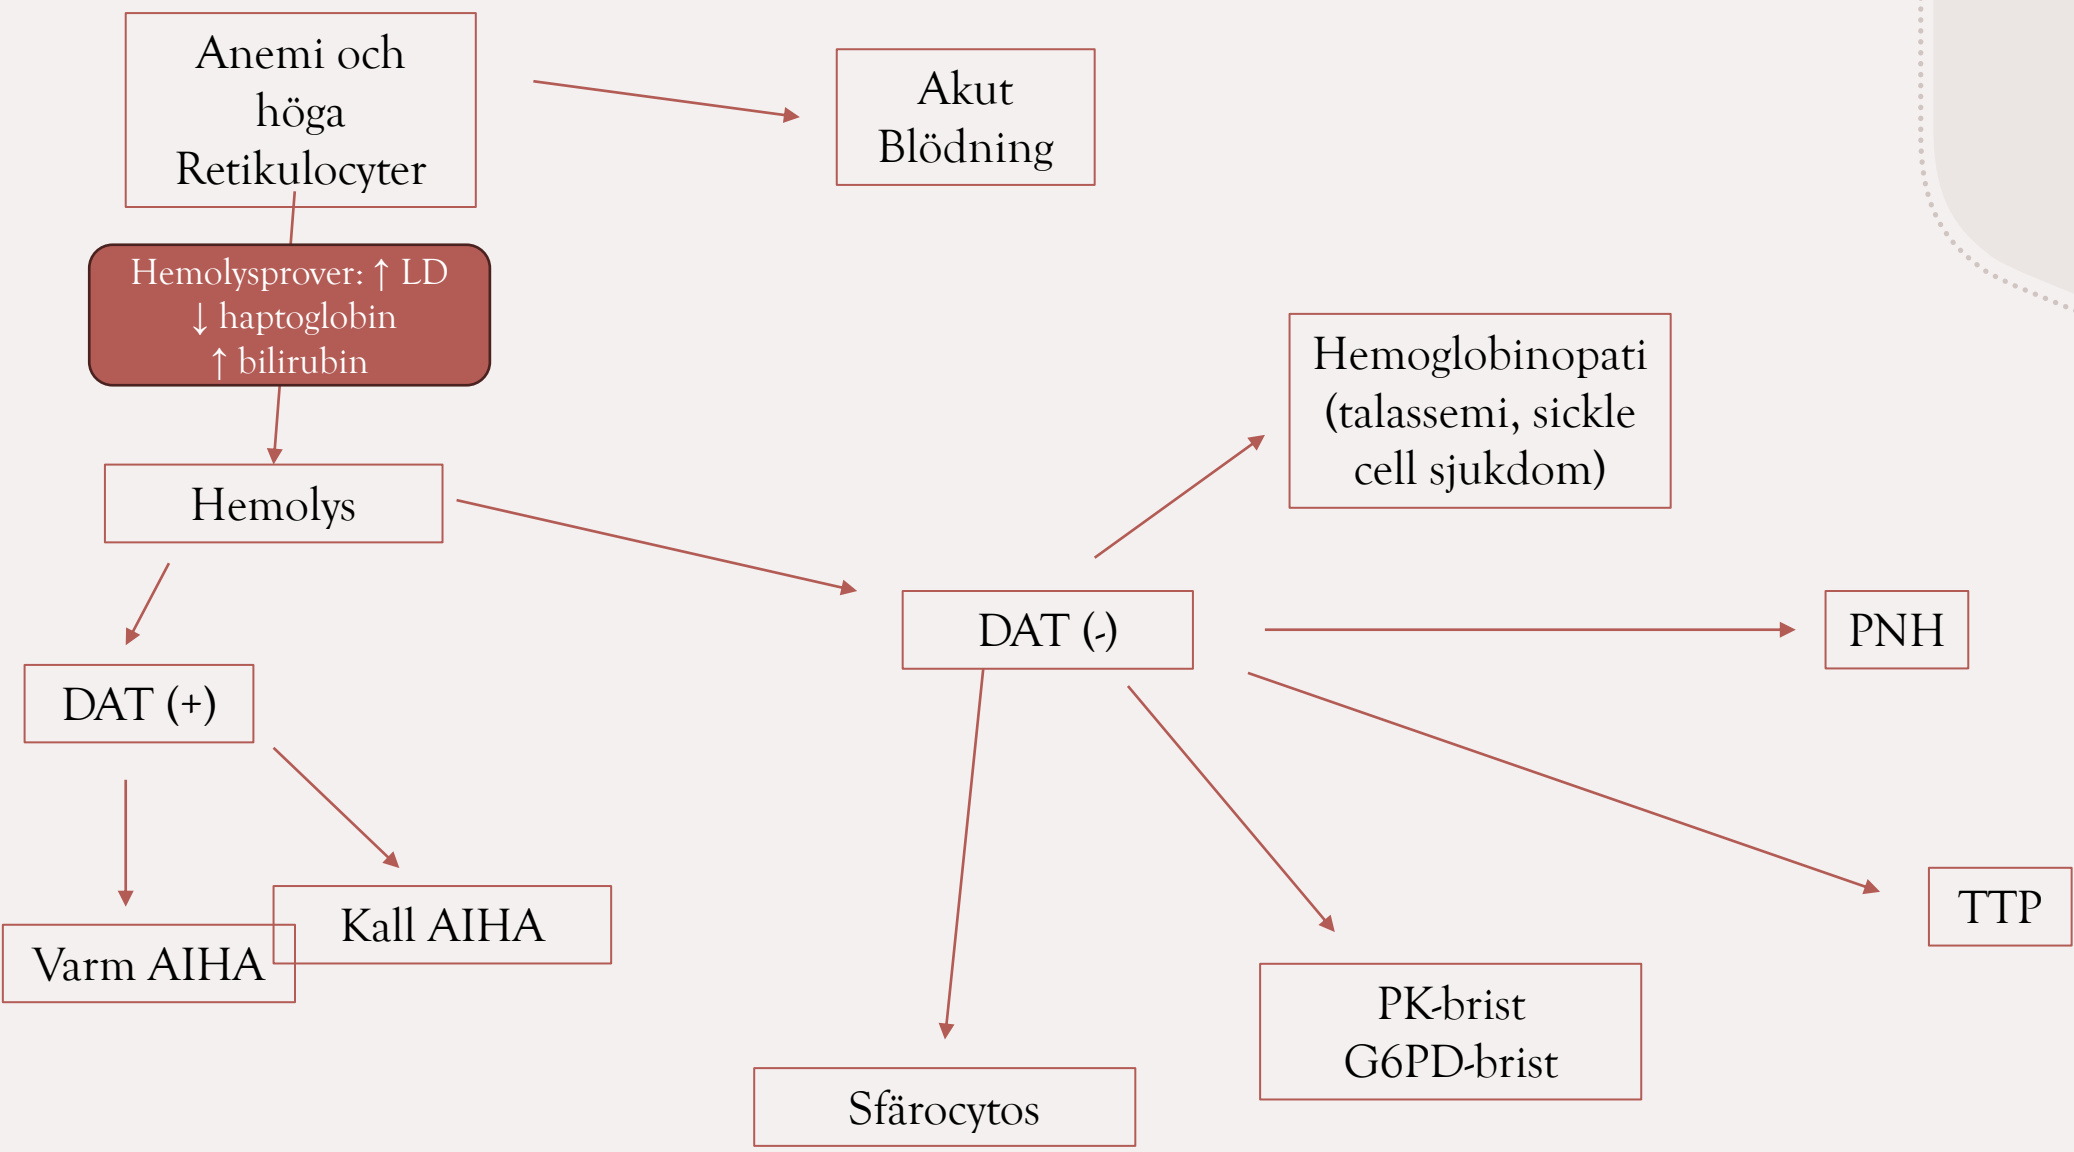 Anemi och
höga
Retikulocyter
Akut
Blödning
Hemolysprover: ↑ LD
↓ haptoglobin
↑ bilirubin
Hemoglobinopati
(talassemi, sickle
cell sjukdom)
Hemolys
DAT (-)
PNH
DAT (+)
TTP
Kall AIHA
Varm AIHA
PK-brist
G6PD-brist
Sfärocytos